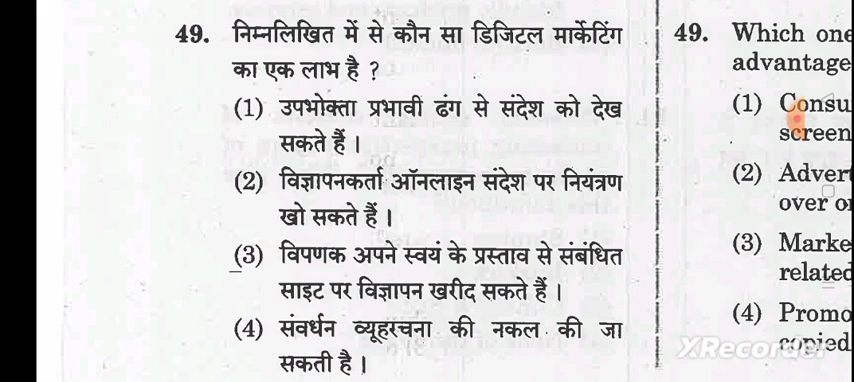 49. निम्नलिखित में से कौन सा डिजिटल मार्केटिंग
का एक लाभ है ?
(1) उपभोक्ता प्रभावी ढंग से संदेश को देख
सकते हैं ।
(2) विज्ञापनकर्ता ऑनलाइन संदेश पर नियंत्रण
खो सकते हैं ।
(3) विपणक अपने स्वयं के प्रस्ताव से संबंधित
साइट पर विज्ञापन खरीद सकते हैं ।
(4) संवर्धन व्यूहरचना की नकल की जा
सकती है ।
49. Which one
advantage
(1) Consu
screen
(2) Advert
over o
(3) Marke
related
(4) Promo
copied
XRecorder